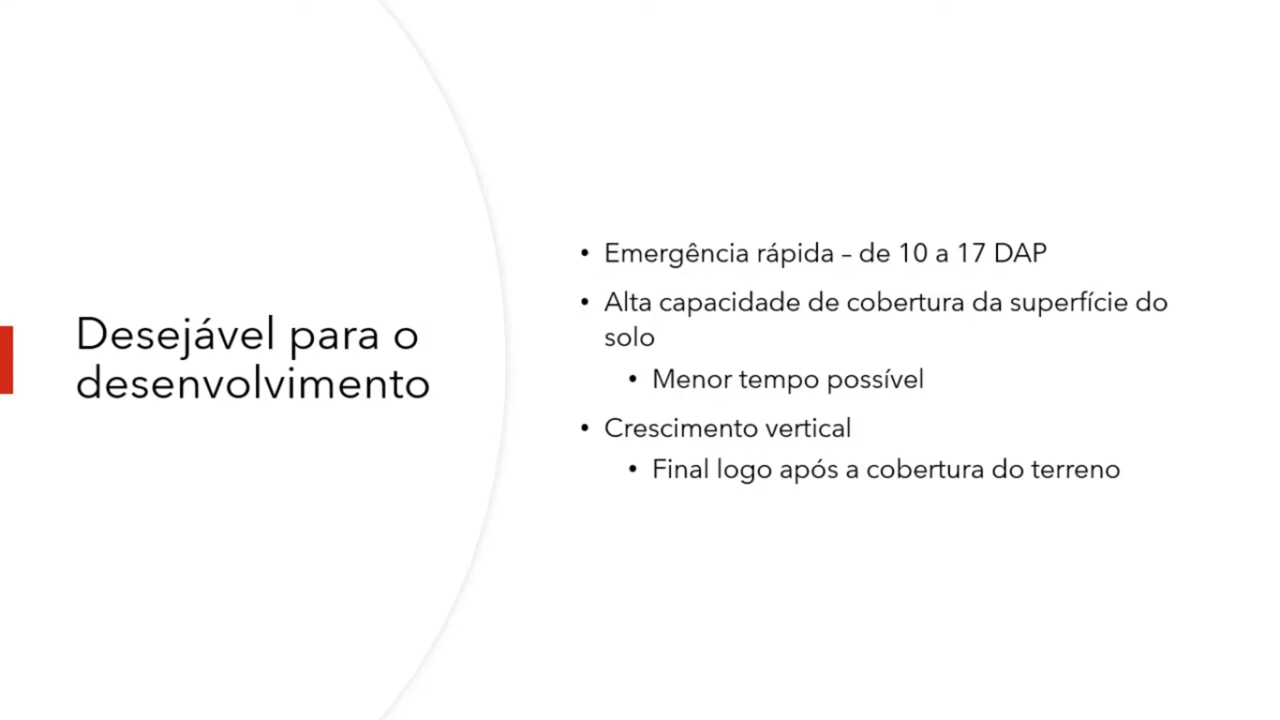 Desejável para o
desenvolvimento
• Emergência rápida – de 10 a 17 DAP
• Alta capacidade de cobertura da superfície do
solo
• Menor tempo possível
• Crescimento vertical
• Final logo após a cobertura do terreno